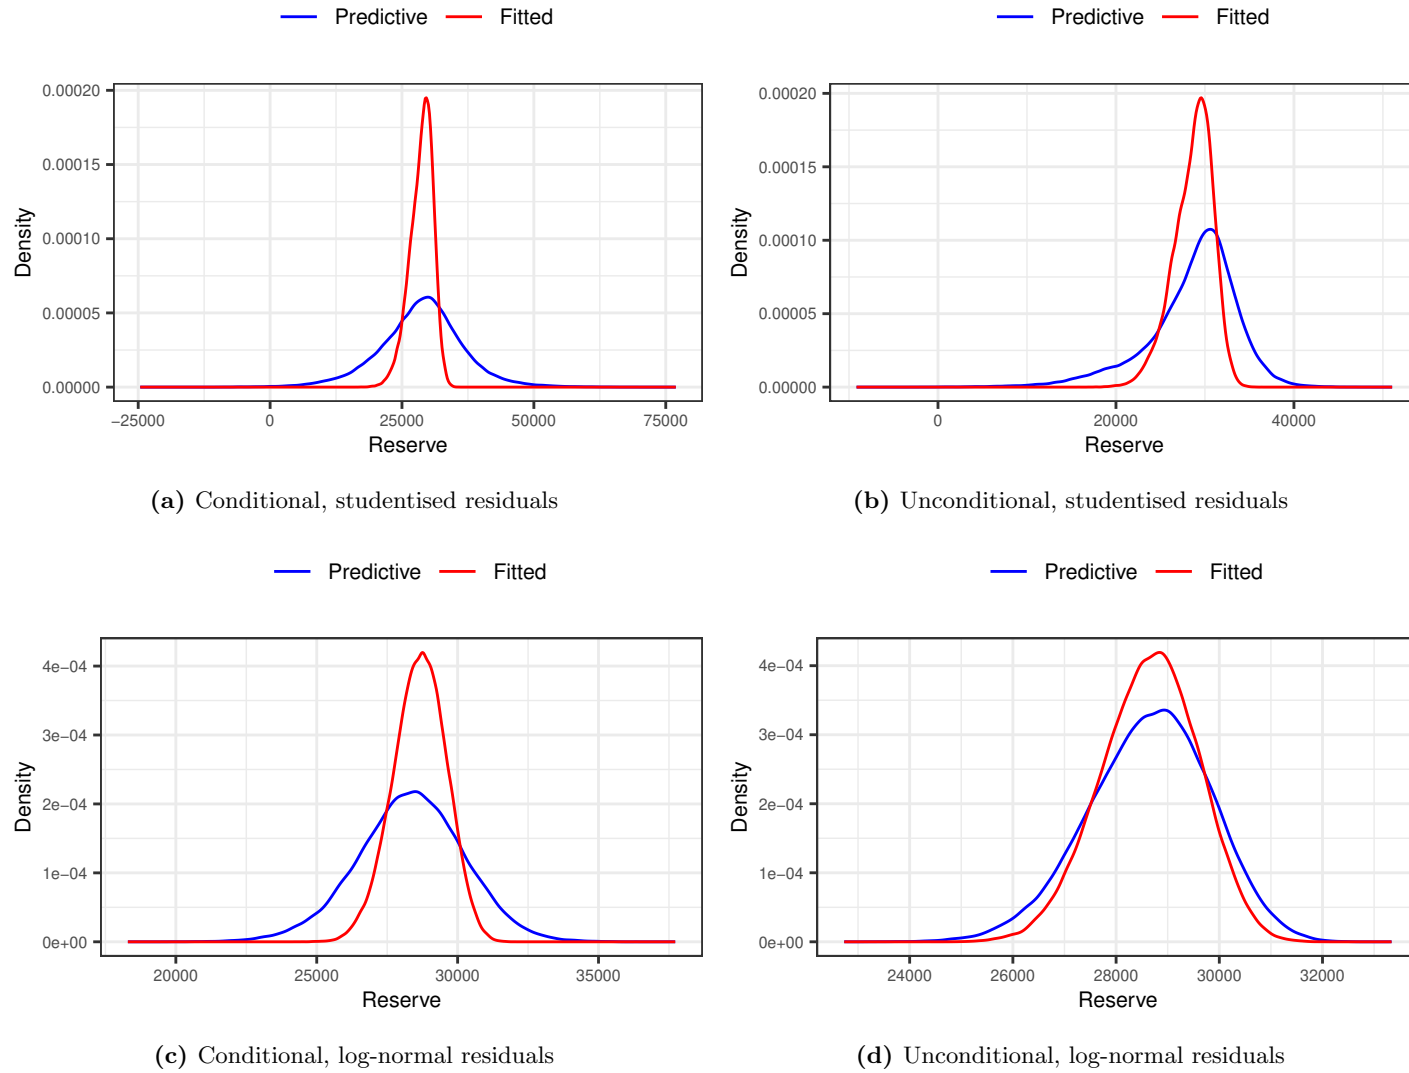 Predictive Fitted
Predictive Fitted
0.00020
0.00015
0.00010
0.00005
0.00000
Density
−25000 0 25000 50000 75000
Reserve
0.00020
0.00015
0.00010
0.00005
0.00000
Density
0 20000 40000
Reserve
(a) Conditional, studentised residuals
(b) Unconditional, studentised residuals
Predictive Fitted
Predictive Fitted
4e−04
3e−04
2e−04
1e−04
0e+00
Density
20000 25000 30000 35000
Reserve
4e−04
3e−04
2e−04
1e−04
0e+00
Density
24000 26000 28000 30000 32000
Reserve
(c) Conditional, log-normal residuals
(d) Unconditional, log-normal residuals